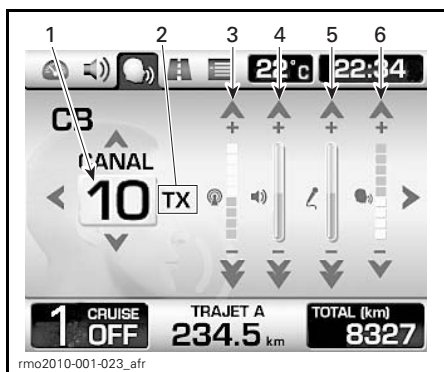 1 2 3 4 5 6
22°c 22:34
CB
CANAL
10 TX
+ + + +
- - - -
1 CRUISE OFF TRAJET A 234.5 km TOTAL (km) 8327
rmo2010-001-023_afr